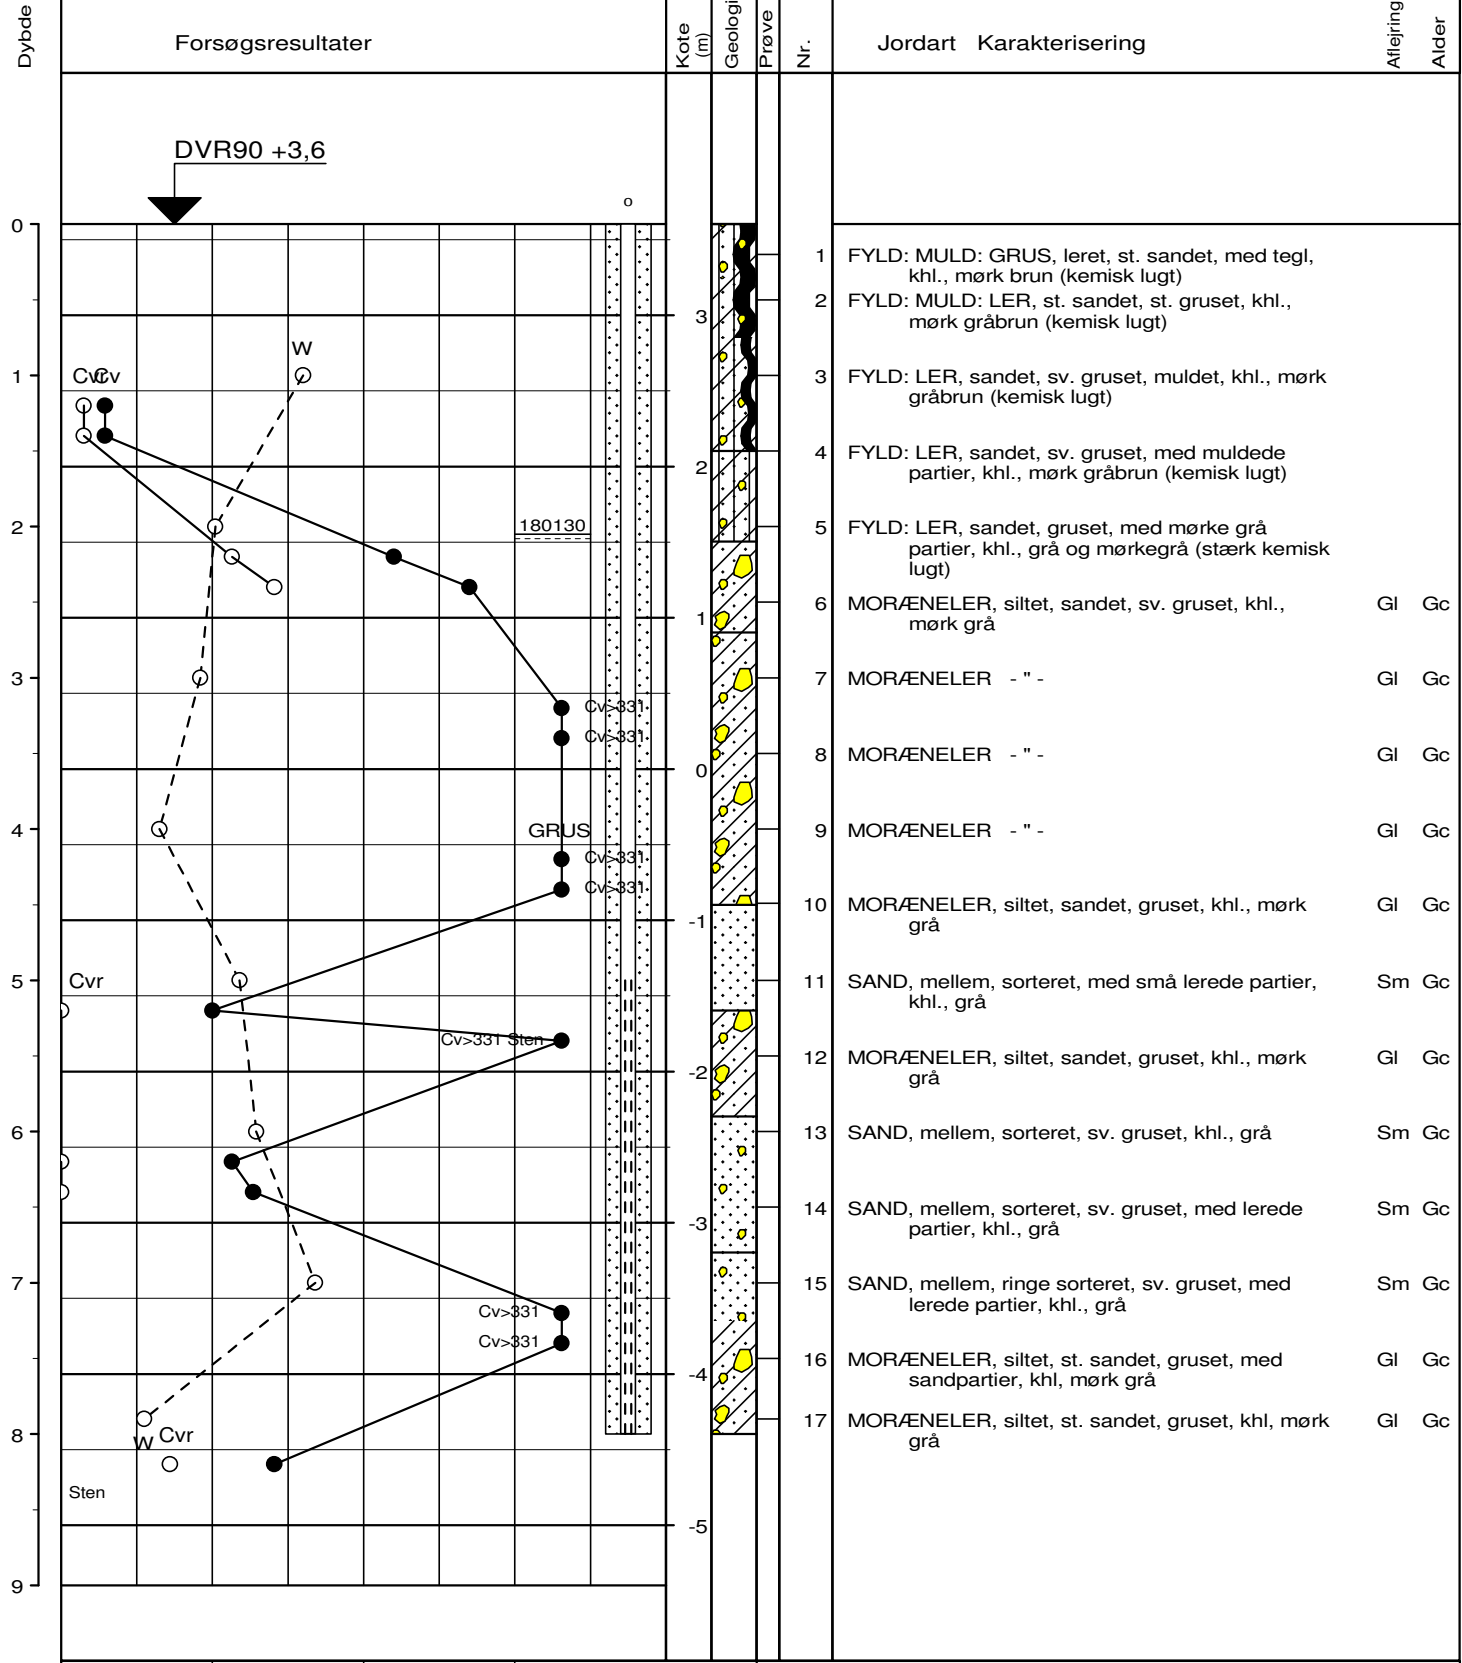 Dybde
Forsøgsresultater
Kote
(m)
Geologi
Prøve
Nr.
Jordart Karakterisering
Aflejring
Alder
DVR90 +3,6
o
0
1 FYLD: MULD: GRUS, leret, st. sandet, med tegl,
khl., mørk brun (kemisk lugt)
2 FYLD: MULD: LER, st. sandet, st. gruset, khl.,
mørk gråbrun (kemisk lugt)
3
W
1
Cvr
Cv
3 FYLD: LER, sandet, sv. gruset, muldet, khl., mørk
gråbrun (kemisk lugt)
4 FYLD: LER, sandet, sv. gruset, med muldede
partier, khl., mørk gråbrun (kemisk lugt)
2
2
180130
5 FYLD: LER, sandet, gruset, med mørke grå
partier, khl., grå og mørkegrå (stærk kemisk
lugt)
6 MORÆNELER, siltet, sandet, sv. gruset, khl., Gl Gc
mørk grå
1
3
7 MORÆNELER - " - Gl Gc
Cv>331
Cv>331
8 MORÆNELER - " - Gl Gc
0
4
GRUS
9 MORÆNELER - " - Gl Gc
Cv>331
Cv>331
10 MORÆNELER, siltet, sandet, gruset, khl., mørk Gl Gc
grå
-1
5
Cvr
11 SAND, mellem, sorteret, med små lerede partier, Sm Gc
khl., grå
Cv>331 Sten
12 MORÆNELER, siltet, sandet, gruset, khl., mørk Gl Gc
grå
-2
6
13 SAND, mellem, sorteret, sv. gruset, khl., grå Sm Gc
14 SAND, mellem, sorteret, sv. gruset, med lerede Sm Gc
partier, khl., grå
-3
7
15 SAND, mellem, ringe sorteret, sv. gruset, med Sm Gc
lerede partier, khl., grå
Cv>331
Cv>331
16 MORÆNELER, siltet, st. sandet, gruset, med Gl Gc
sandpartier, khl, mørk grå
-4
17 MORÆNELER, siltet, st. sandet, gruset, khl, mørk Gl Gc
grå
8
W
Cvr
Sten
-5
9